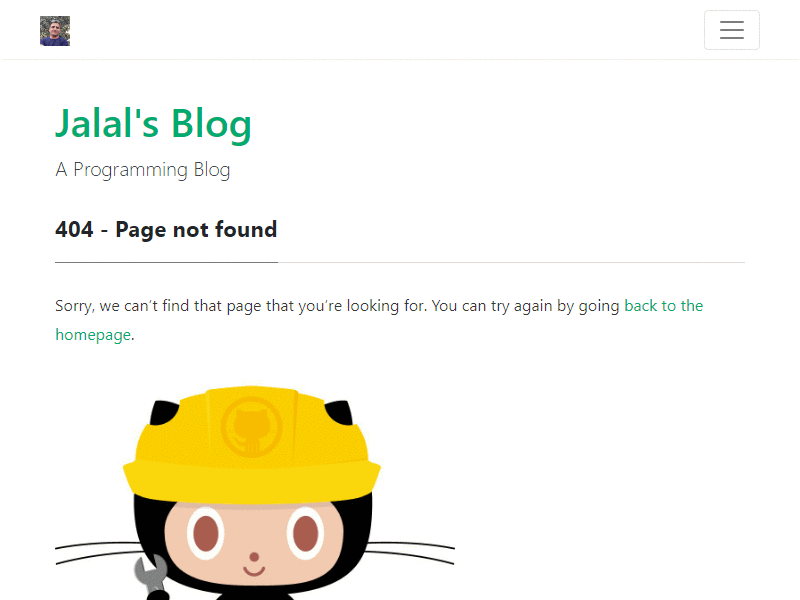 Jalal's Blog
A Programming Blog
404 - Page not found
Sorry, we can’t find that page that you’re looking for. You can try again by going back to the
homepage.